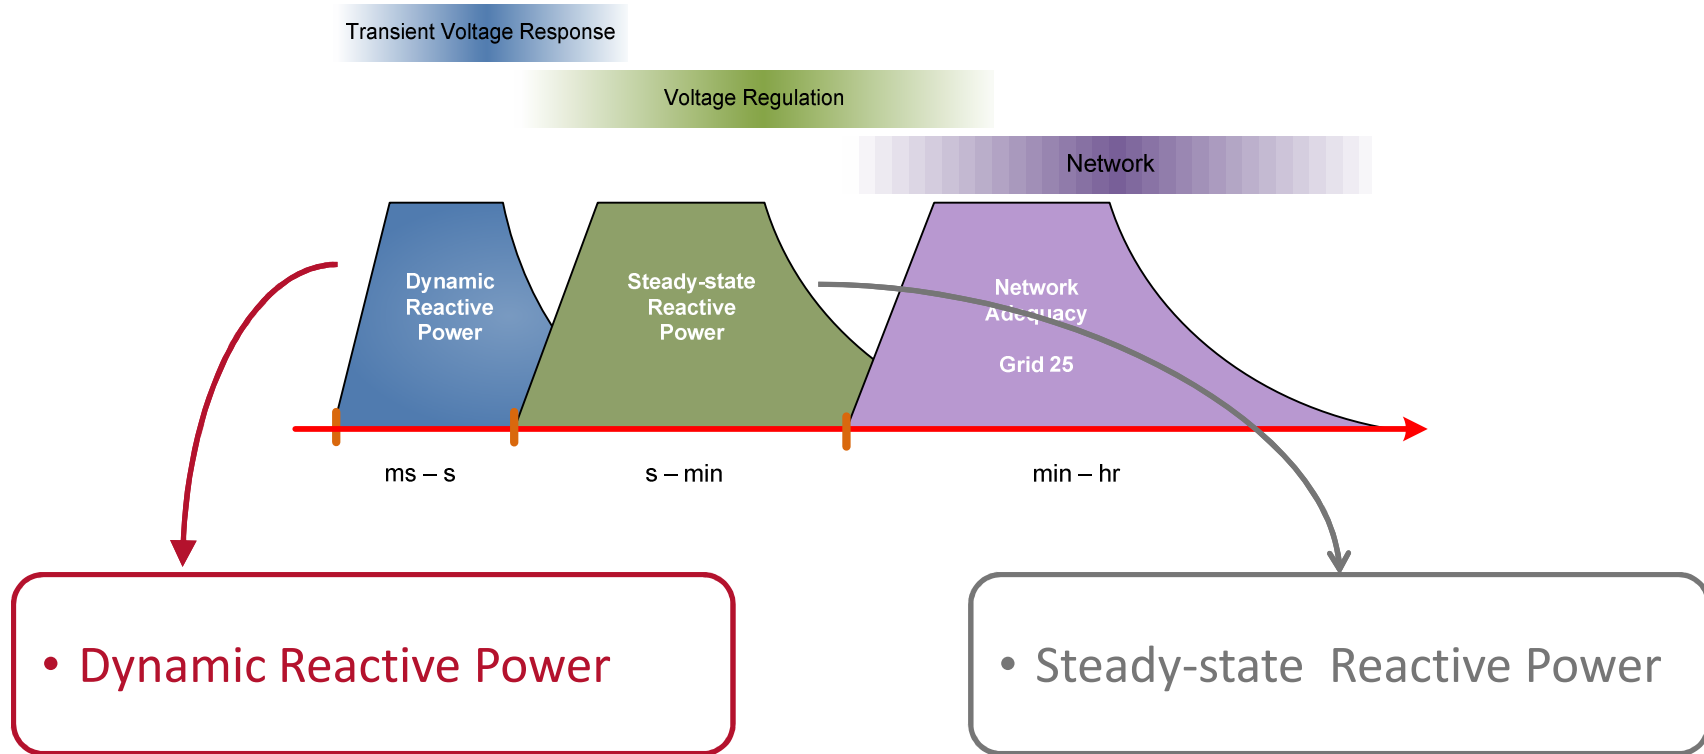 Transient Voltage Response
Voltage Regulation
Network
Dynamic
Reactive
Power
Steady-state
Reactive
Power
Network
Adequacy
Grid 25
ms – s
s – min
min – hr
• Dynamic Reactive Power
• Steady-state  Reactive Power